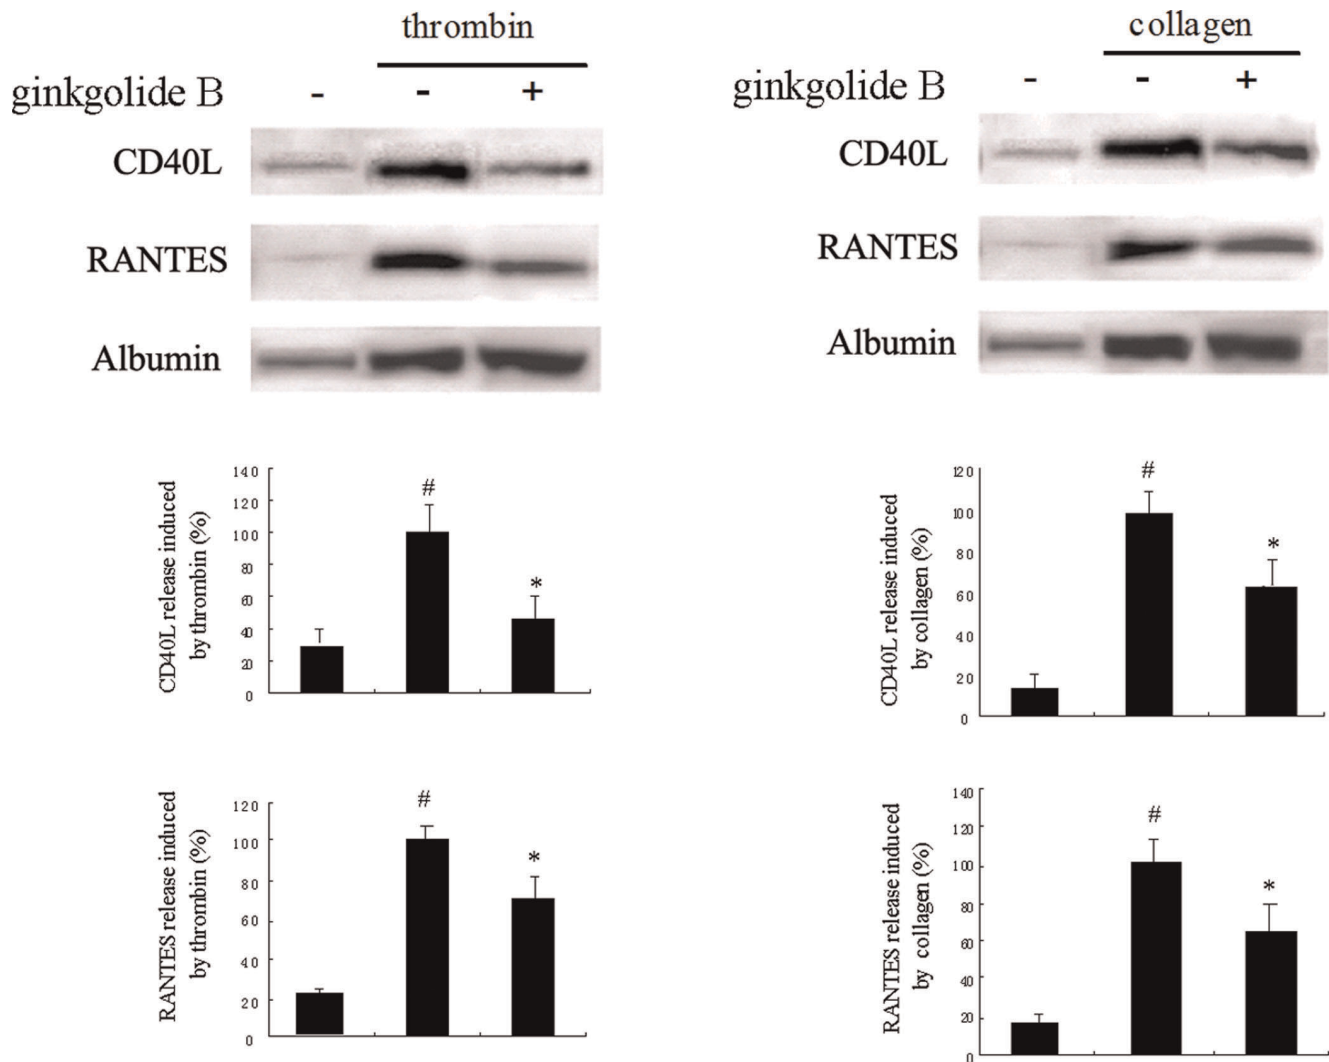 thrombin
ginkgolide B - - +
CD40L
RANTES
Albumin
collagen
ginkgolide B - - +
CD40L
RANTES
Albumin
CD40L release induced
by thrombin (%)
140
120
100
80
60
40
20
0
#
*
CD40L release induced
by collagen (%)
120
100
80
60
40
20
0
#
*
RANTES release induced
by thrombin (%)
120
100
80
60
40
20
0
#
*
RANTES release induced
by collagen (%)
140
120
100
80
60
40
20
0
#
*